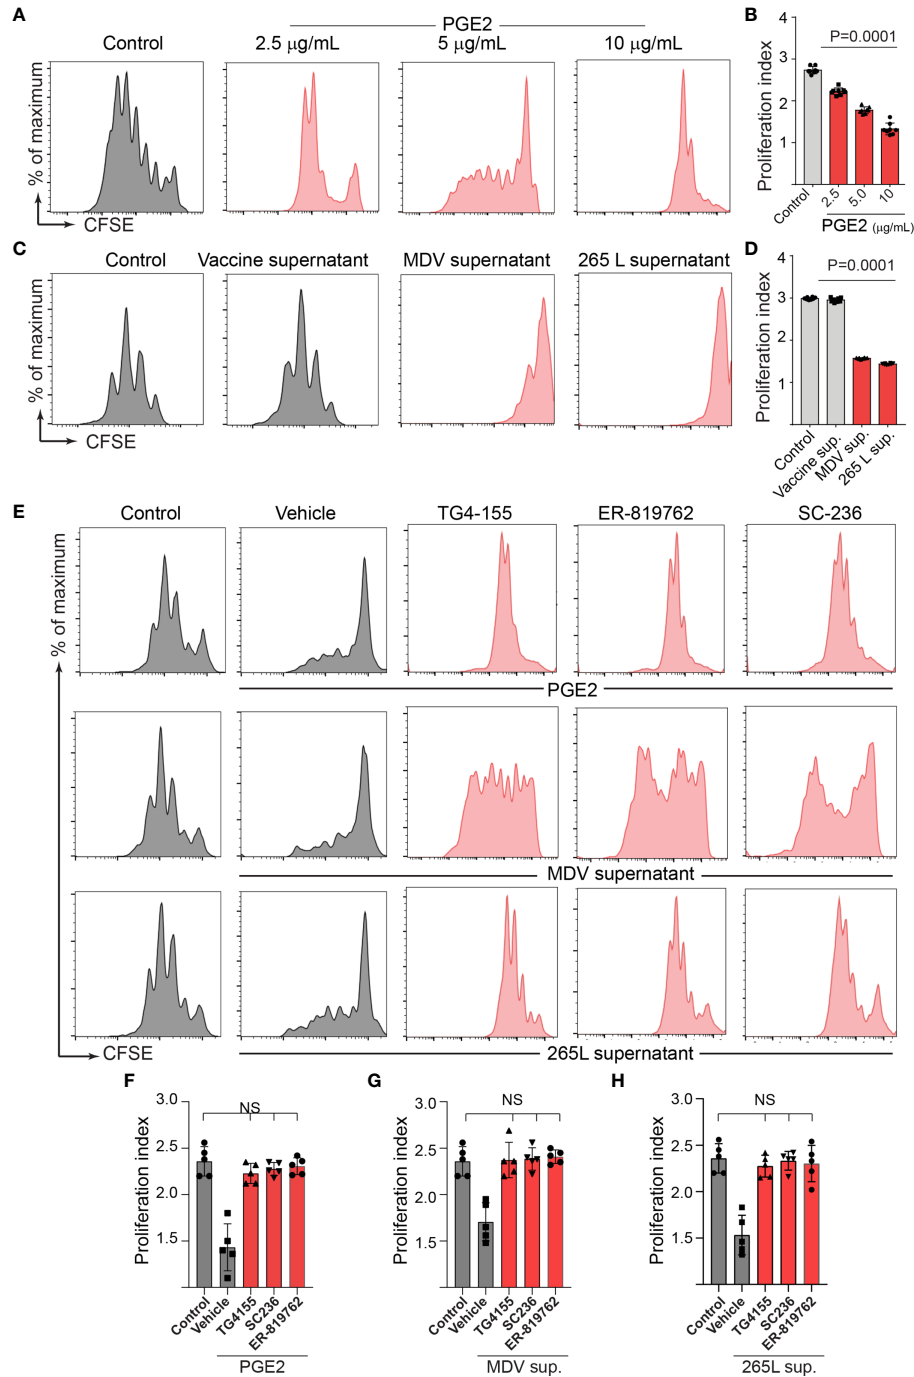 A
PGE2
Control
2.5 µg/mL
5 µg/mL
10 µg/mL
% of maximum
CFSE
B
P=0.0001
Proliferation index
4
3
2
1
Control
2.5
5.0
10
PGE2 (µg/mL)
C
Control
Vaccine supernatant
MDV supernatant
265 L supernatant
% of maximum
CFSE
D
P=0.0001
Proliferation index
4
3
2
1
Control
Vaccine sup.
MDV sup.
265 L sup.
E
Control
Vehicle
TG4-155
ER-819762
SC-236
% of maximum
PGE2
MDV supernatant
265L supernatant
CFSE
F
NS
Proliferation index
3.0
2.5
2.0
1.5
Control
Vehicle
TG4155
SC236
ER-819762
PGE2
G
NS
Proliferation index
3.0
2.5
2.0
1.5
Control
Vehicle
TG4155
SC236
ER-819762
MDV sup.
H
NS
Proliferation index
3.0
2.5
2.0
1.5
Control
Vehicle
TG4155
SC236
ER-819762
265L sup.